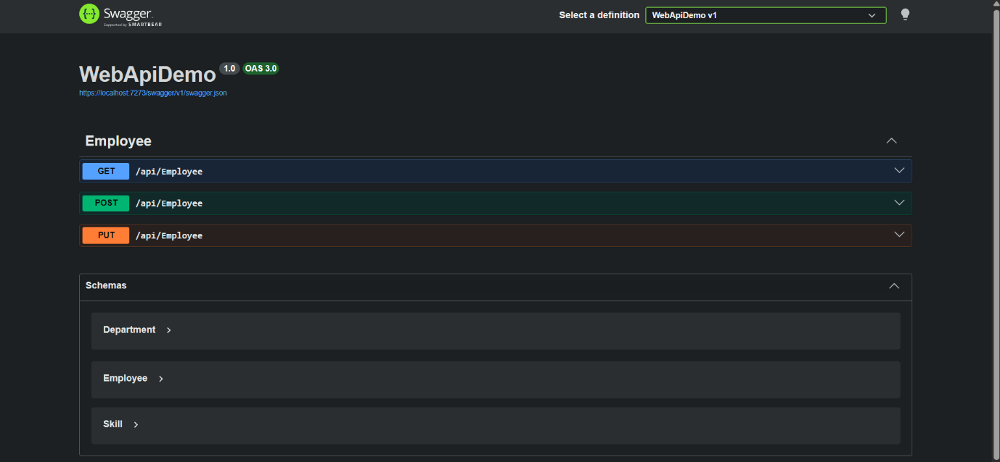 Swagger.
Supported by SMARTBEAR
Select a definition
WebApiDemo v1
WebApiDemo 1.0 OAS 3.0
https://localhost:7273/swagger/v1/swagger.json
Employee
GET /api/Employee
POST /api/Employee
PUT /api/Employee
Schemas
Department
Employee
Skill